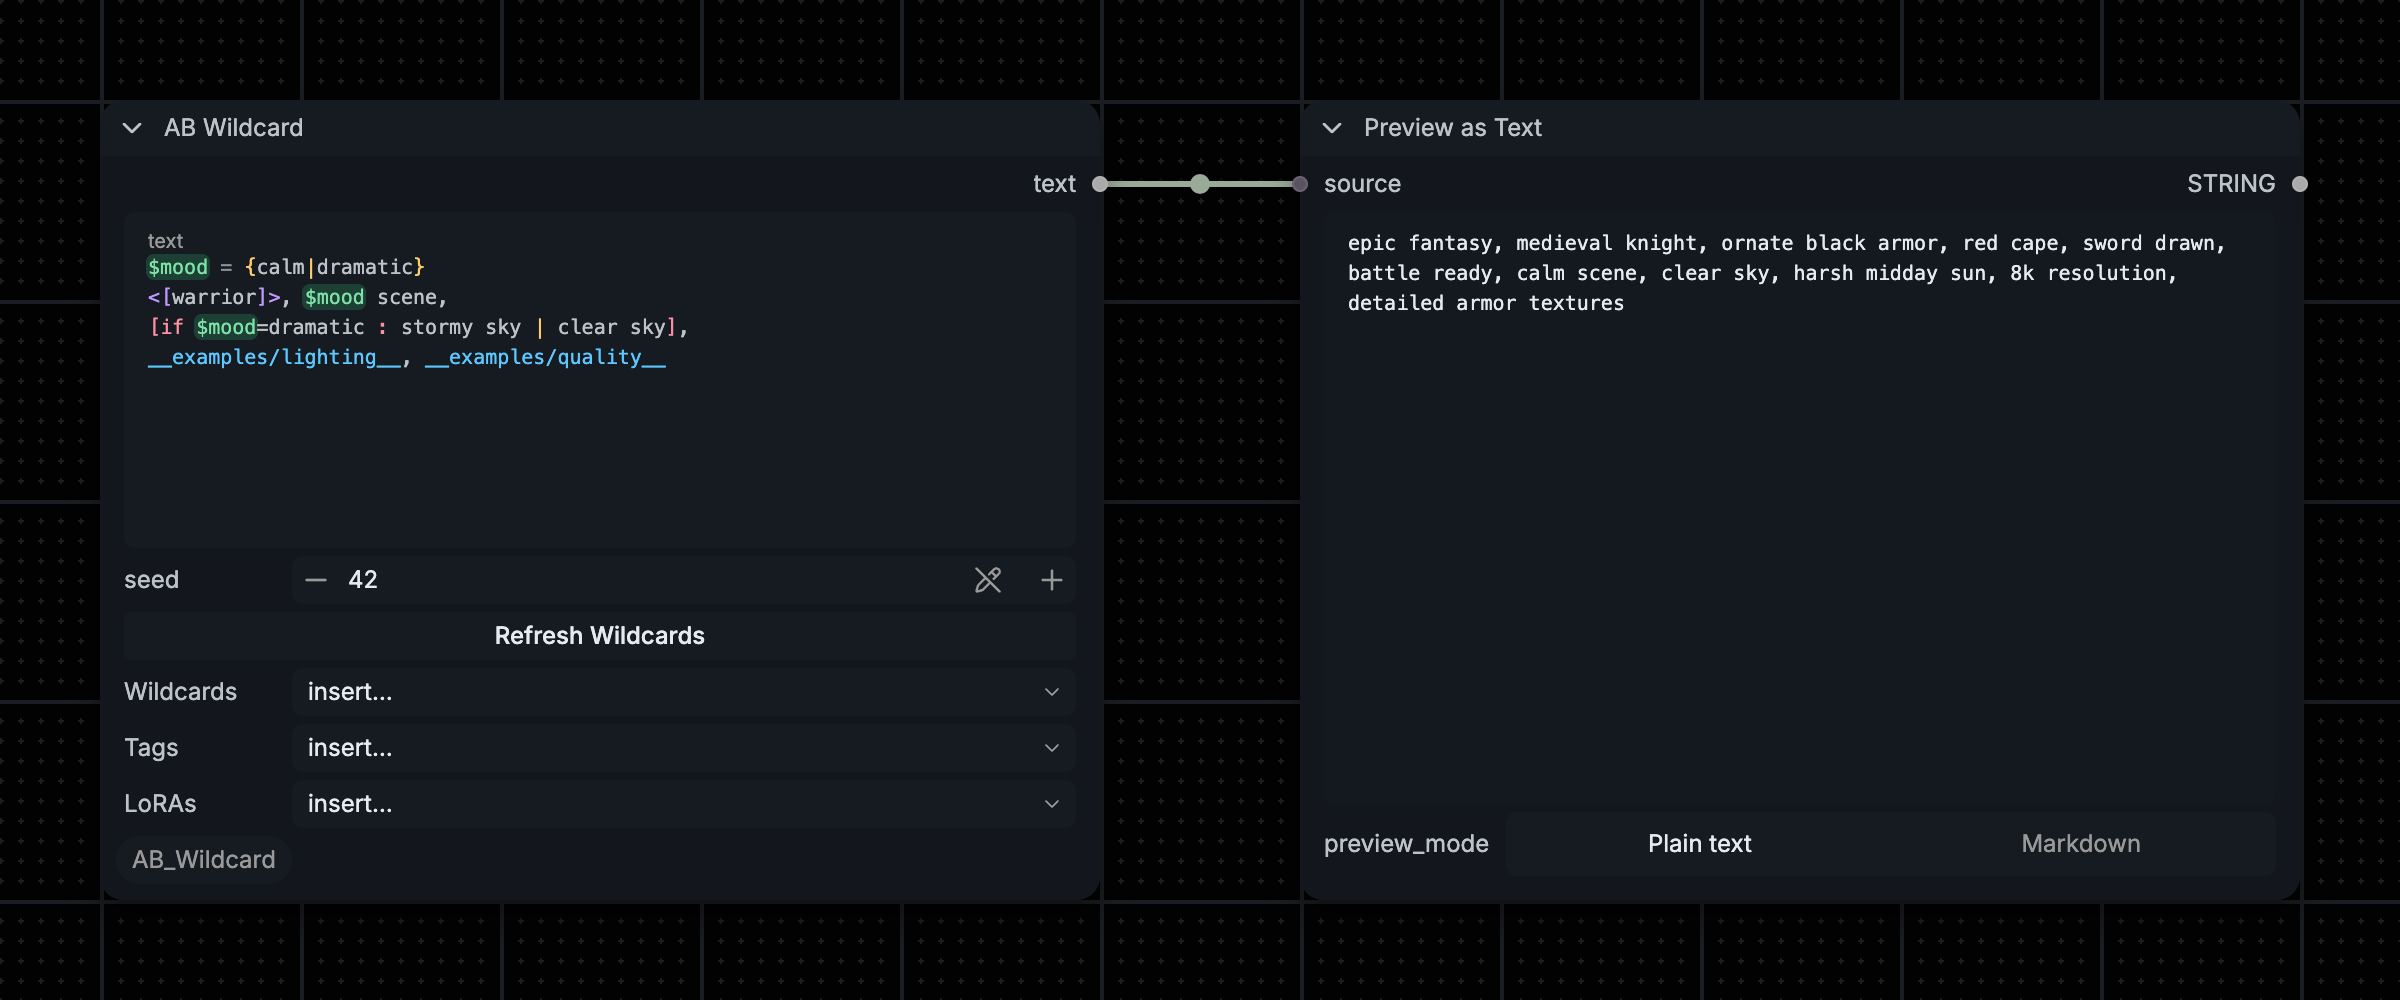 AB Wildcard
text
text
$mood = {calm|dramatic}
<[warrior]>, $mood scene,
[if $mood=dramatic : stormy sky | clear sky],
__examples/lighting__, __examples/quality__
seed
42
Refresh Wildcards
Wildcards
insert...
Tags
insert...
LoRAs
insert...
AB_Wildcard
Preview as Text
source
STRING
epic fantasy, medieval knight, ornate black armor, red cape, sword drawn,
battle ready, calm scene, clear sky, harsh midday sun, 8k resolution,
detailed armor textures
preview_mode
Plain text
Markdown